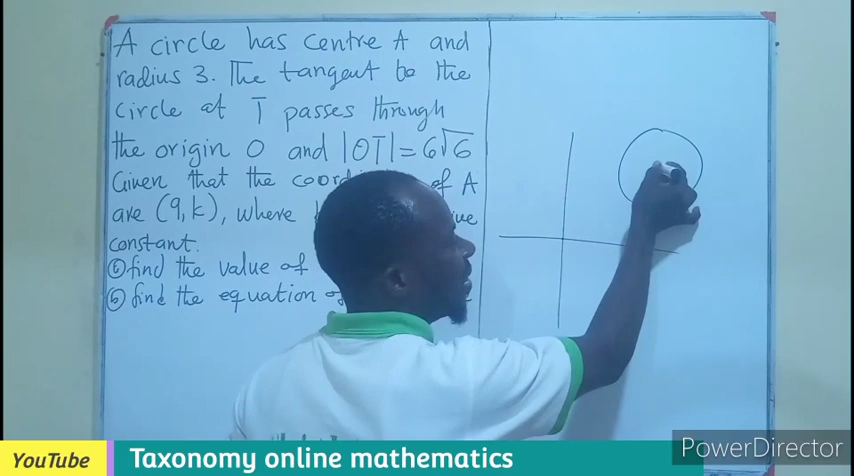 A circle has centre A and
radius 3. The tangent be the
circle at T passes through
the origin O and |OT| = 6√6
Given that the of A
are (9,k), where
constant.
find the value of
(b) find the equation
YouTube Taxonomy online mathematics
PowerDirector